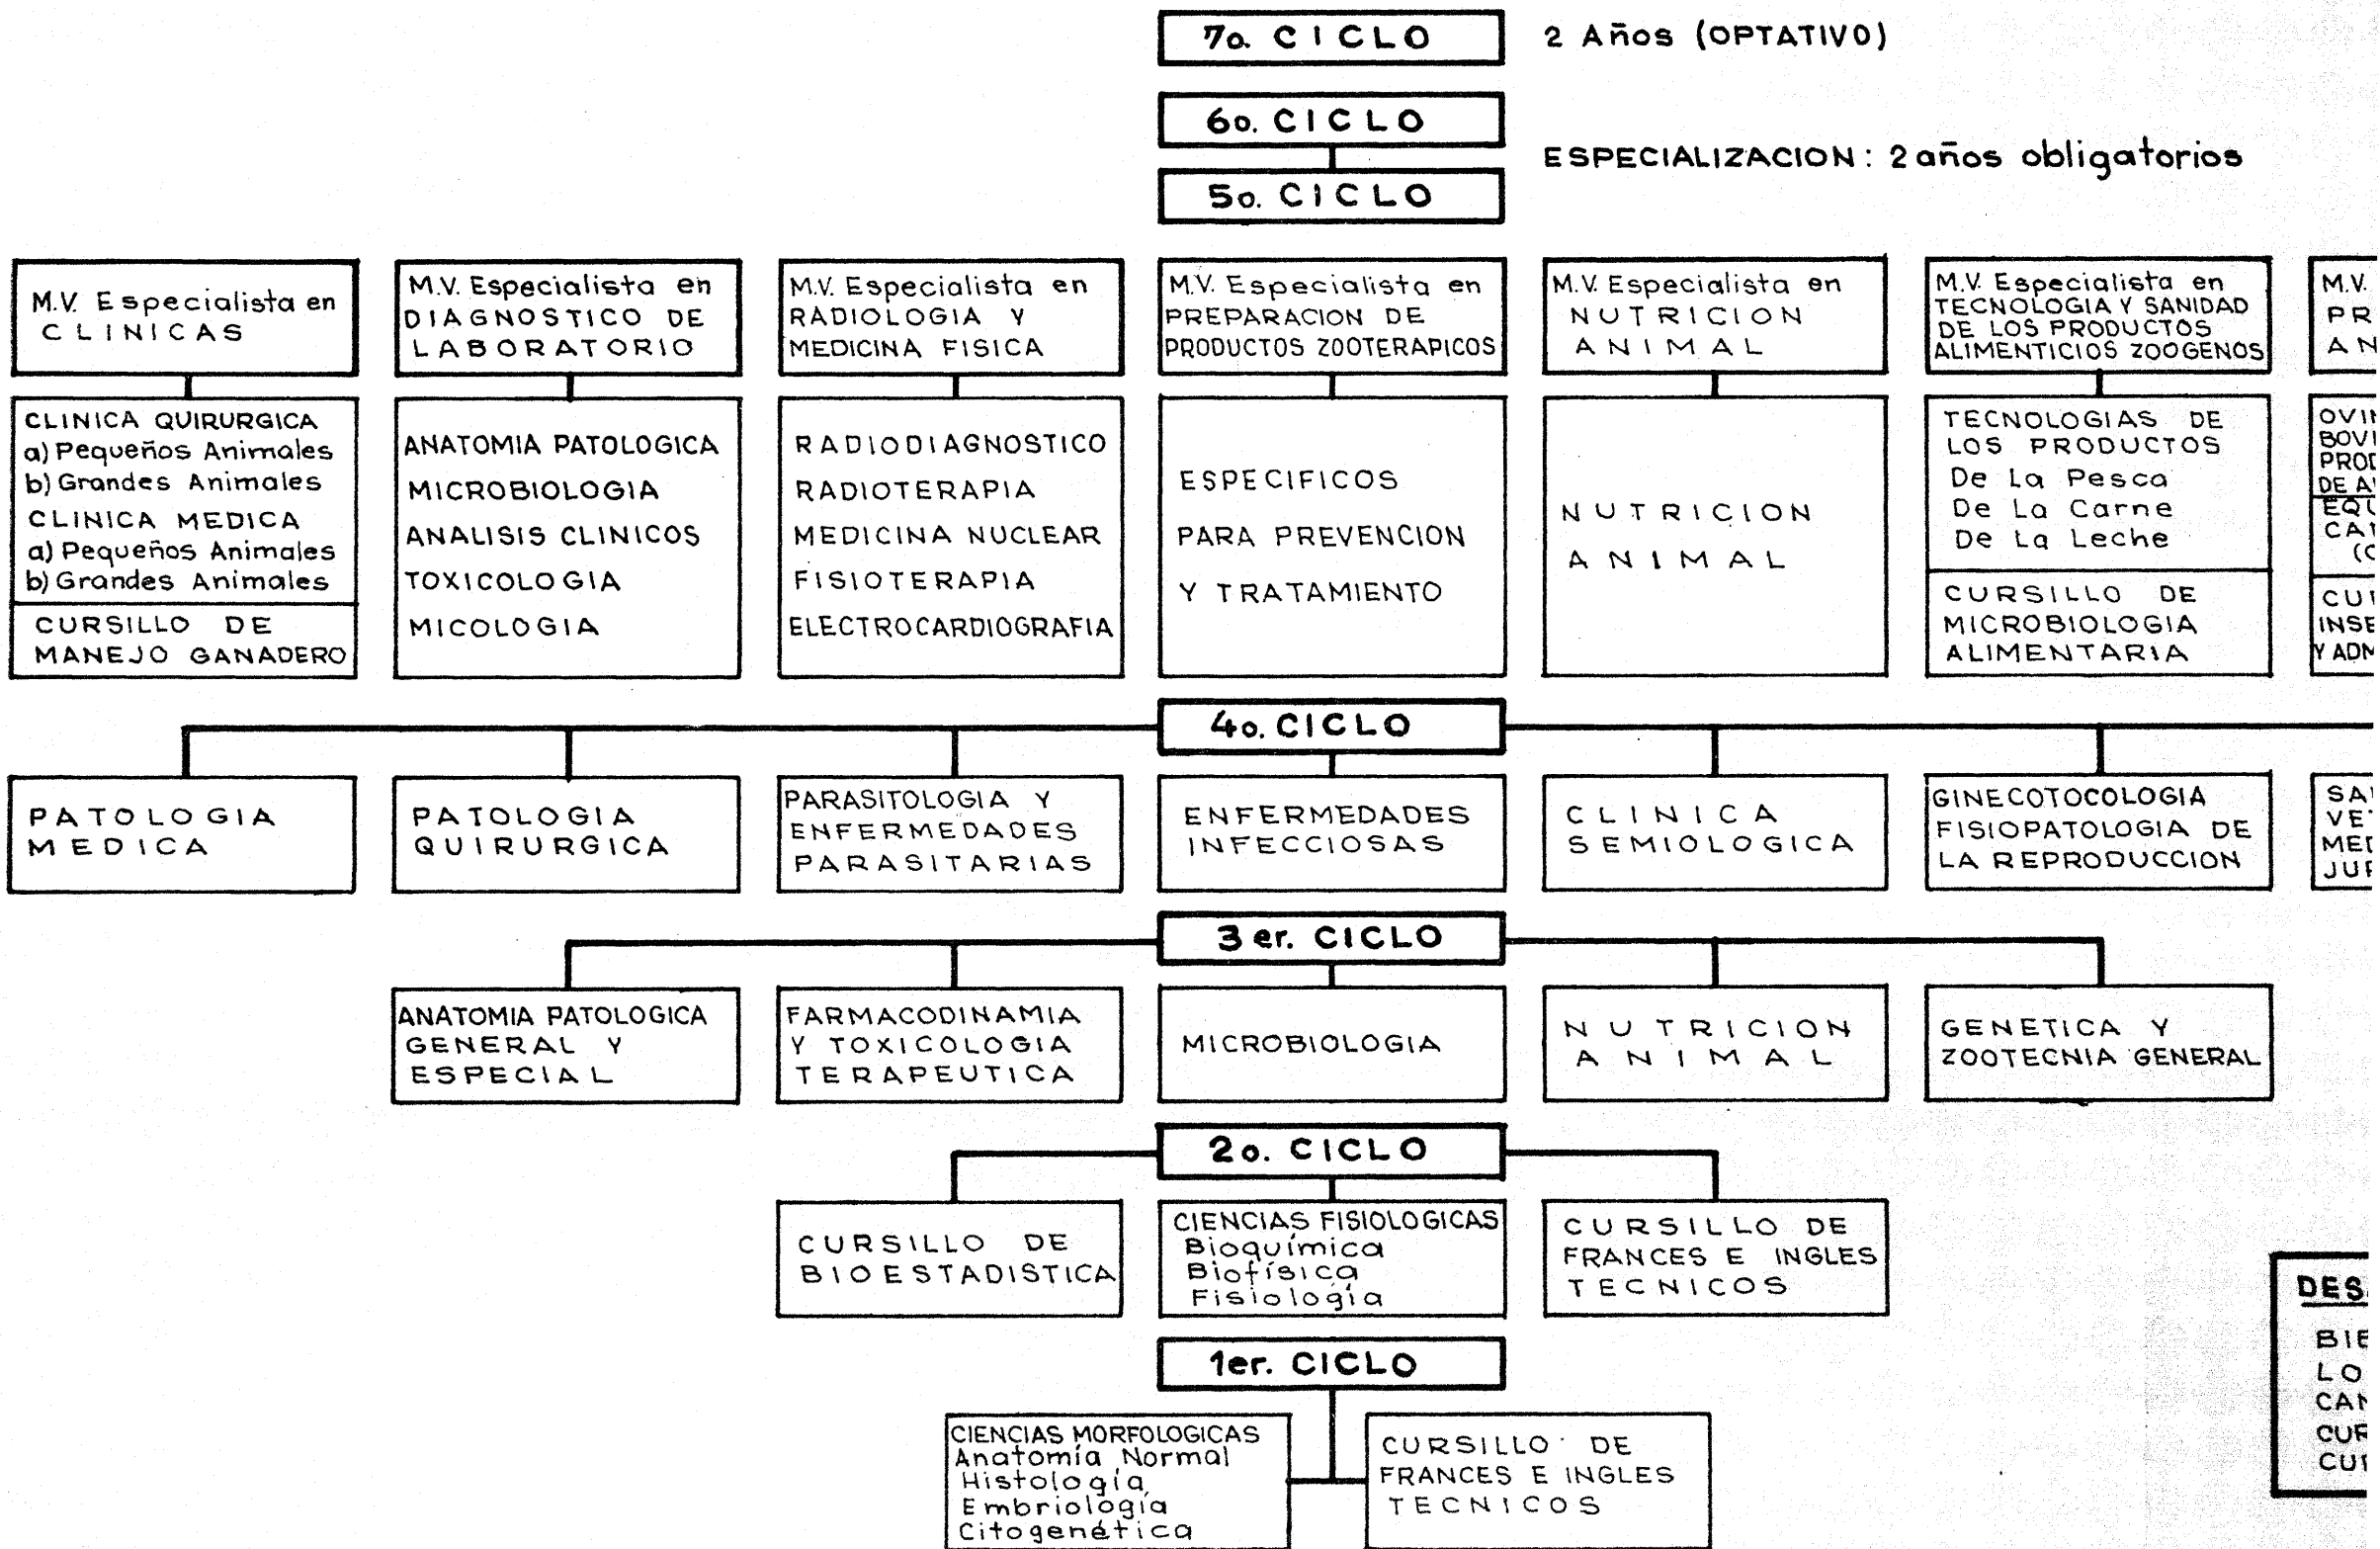 7o. CICLO
2 Años (OPTATIVO)
6o. CICLO
ESPECIALIZACION: 2 años obligatorios
5o. CICLO
M.V. Especialista en
CLINICAS
M.V. Especialista en
DIAGNOSTICO DE
LABORATORIO
M.V. Especialista en
RADIOLOGIA Y
MEDICINA FISICA
M.V. Especialista en
PREPARACION DE
PRODUCTOS ZOOTERAPICOS
M.V. Especialista en
NUTRICION
ANIMAL
M.V. Especialista en
TECNOLOGIA Y SANIDAD
DE LOS PRODUCTOS
ALIMENTICIOS ZOOGENOS
M.V.
CLINICA QUIRURGICA
a) Pequeños Animales
b) Grandes Animales
CLINICA MEDICA
a) Pequeños Animales
b) Grandes Animales
CURSILLO DE
MANEJO GANADERO
ANATOMIA PATOLOGICA
MICROBIOLOGIA
ANALISIS CLINICOS
TOXICOLOGIA
MICOLOGIA
RADIODIAGNOSTICO
RADIOTERAPIA
MEDICINA NUCLEAR
FISIOTERAPIA
ELECTROCARDIOGRAFIA
ESPECIFICOS
PARA PREVENCION
Y TRATAMIENTO
NUTRICION
ANIMAL
TECNOLOGIAS DE
LOS PRODUCTOS
De La Pesca
De La Carne
De La Leche
CURSILLO DE
MICROBIOLOGIA
ALIMENTARIA
4o. CICLO
PATOLOGIA
MEDICA
PATOLOGIA
QUIRURGICA
PARASITOLOGIA Y
ENFERMEDADES
PARASITARIAS
ENFERMEDADES
INFECCIOSAS
CLINICA
SEMIOLOGICA
GINECOTOCOLOGIA
FISIOPATOLOGIA DE
LA REPRODUCCION
3er. CICLO
ANATOMIA PATOLOGICA
GENERAL Y
ESPECIAL
FARMACODINAMIA
Y TOXICOLOGIA
TERAPEUTICA
MICROBIOLOGIA
NUTRICION
ANIMAL
GENETICA Y
ZOOTECNIA GENERAL
2o. CICLO
CURSILLO DE
BIOESTADISTICA
CIENCIAS FISIOLOGICAS
Bioquímica
Biofísica
Fisiología
CURSILLO DE
FRANCES E INGLES
TECNICOS
1er. CICLO
CIENCIAS MORFOLOGICAS
Anatomía Normal
Histología
Embriología
Citogenética
CURSILLO DE
FRANCES E INGLES
TECNICOS